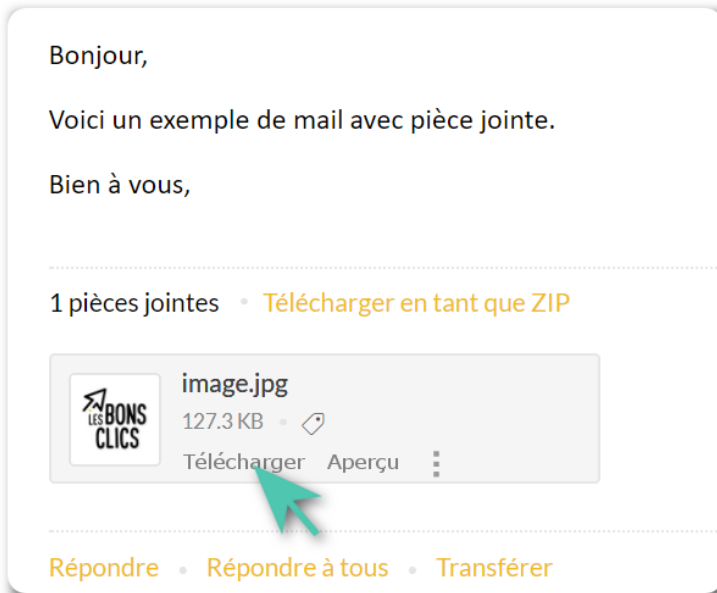 Bonjour,
Voici un exemple de mail avec pièce jointe.
Bien à vous,
1 pièces jointes • Télécharger en tant que ZIP
LES BONS
CLICS
image.jpg
127.3 KB •
Télécharger Aperçu
Répondre • Répondre à tous • Transférer